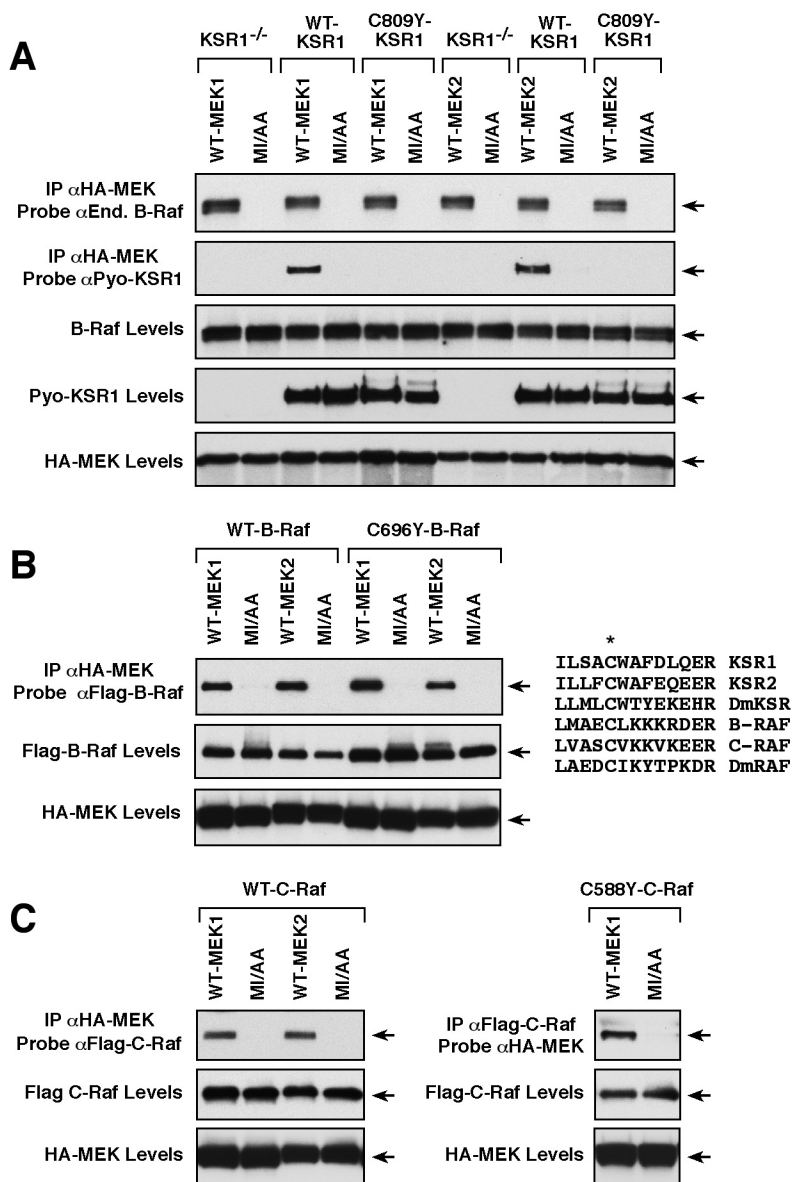 A
KSR1-/- WT-KSR1 C809Y-KSR1 KSR1-/- WT-KSR1 C809Y-KSR1
WT-MEK1 MI/AA WT-MEK1 MI/AA WT-MEK1 MI/AA WT-MEK2 MI/AA WT-MEK2 MI/AA WT-MEK2 MI/AA
IP αHA-MEK
Probe αEnd. B-Raf
IP αHA-MEK
Probe αPyo-KSR1
B-Raf Levels
Pyo-KSR1 Levels
HA-MEK Levels
B
WT-B-Raf C696Y-B-Raf
WT-MEK1 MI/AA WT-MEK2 MI/AA WT-MEK1 MI/AA WT-MEK2 MI/AA
IP αHA-MEK
Probe αFlag-B-Raf
Flag-B-Raf Levels
HA-MEK Levels
*
ILSACWAFDLQER KSR1
ILLFCWAFEQEER KSR2
LLMLCWTYEKEHR DmKSR
LMAECLKKKRDER B-RAF
LVASCVKKVKEER C-RAF
LAEDCIKYTPKDR DmRAF
C
WT-C-Raf
WT-MEK1 MI/AA WT-MEK2 MI/AA
IP αHA-MEK
Probe αFlag-C-Raf
Flag C-Raf Levels
HA-MEK Levels
C588Y-C-Raf
WT-MEK1 MI/AA
IP αFlag-C-Raf
Probe αHA-MEK
Flag-C-Raf Levels
HA-MEK Levels